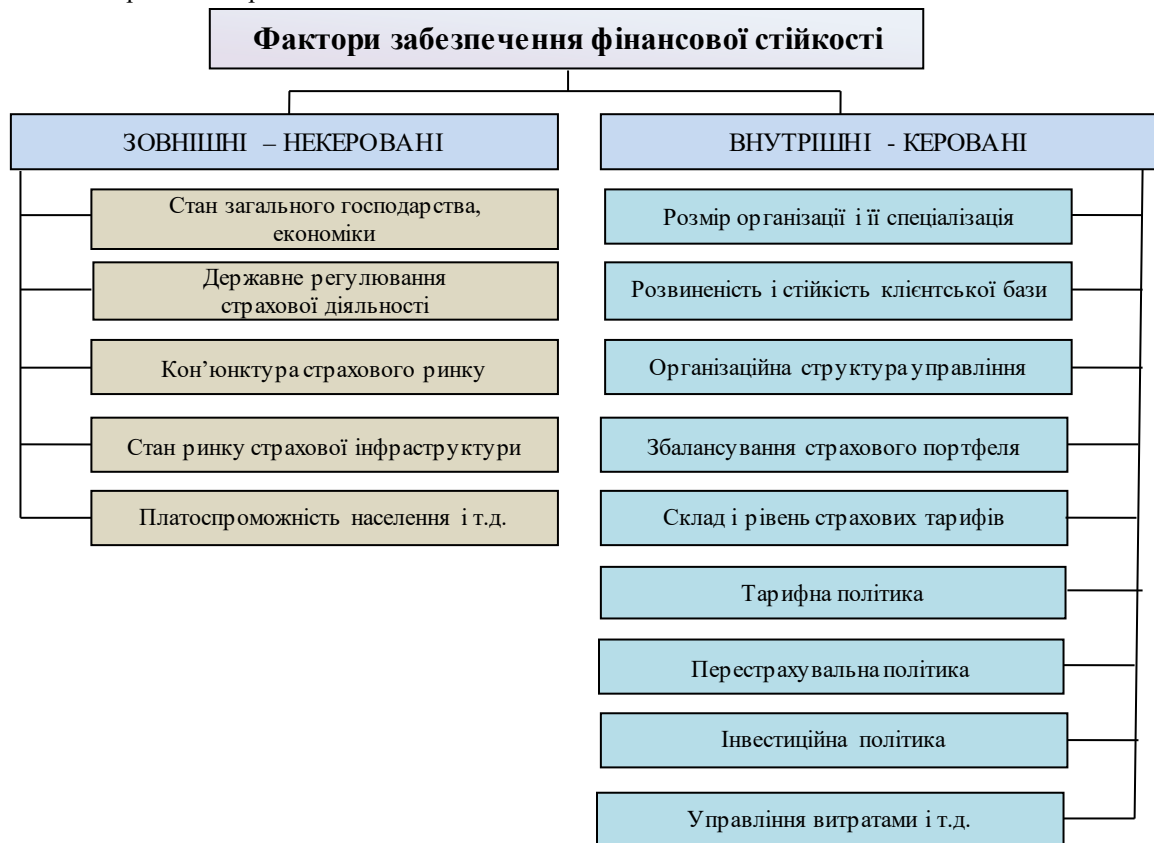 Фактори забезпечення фінансової стійкості
ЗОВНІШНІ – НЕКЕРОВАНІ
Стан загального господарства,
економіки
Державне регулювання
страхової діяльності
Кон’юнктура страхового ринку
Стан ринку страхової інфраструктури
Платоспроможність населення і т.д.
ВНУТРІШНІ - КЕРОВАНІ
Розмір організації і її спеціалізація
Розвиненість і стійкість клієнтської бази
Організаційна структура управління
Збалансування страхового портфеля
Склад і рівень страхових тарифів
Тарифна політика
Перестрахувальна політика
Інвестиційна політика
Управління витратами і т.д.